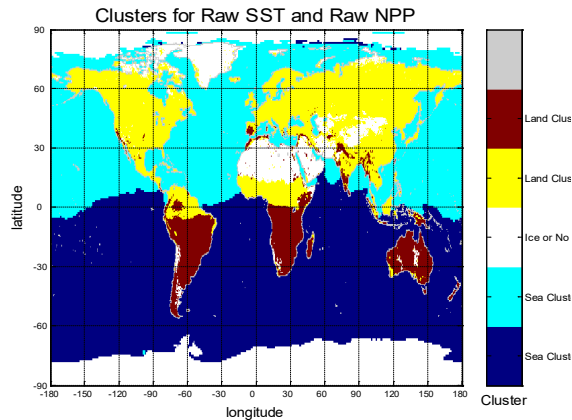 Clusters for Raw SST and Raw NPP
90
60
30
0
-30
-60
-90
latitude
-180 -150 -120 -90 -60 -30 0 30 60 90 120 150 180
longitude
Land Clus
Land Clus
Ice or No
Sea Cluste
Sea Cluste
Cluster